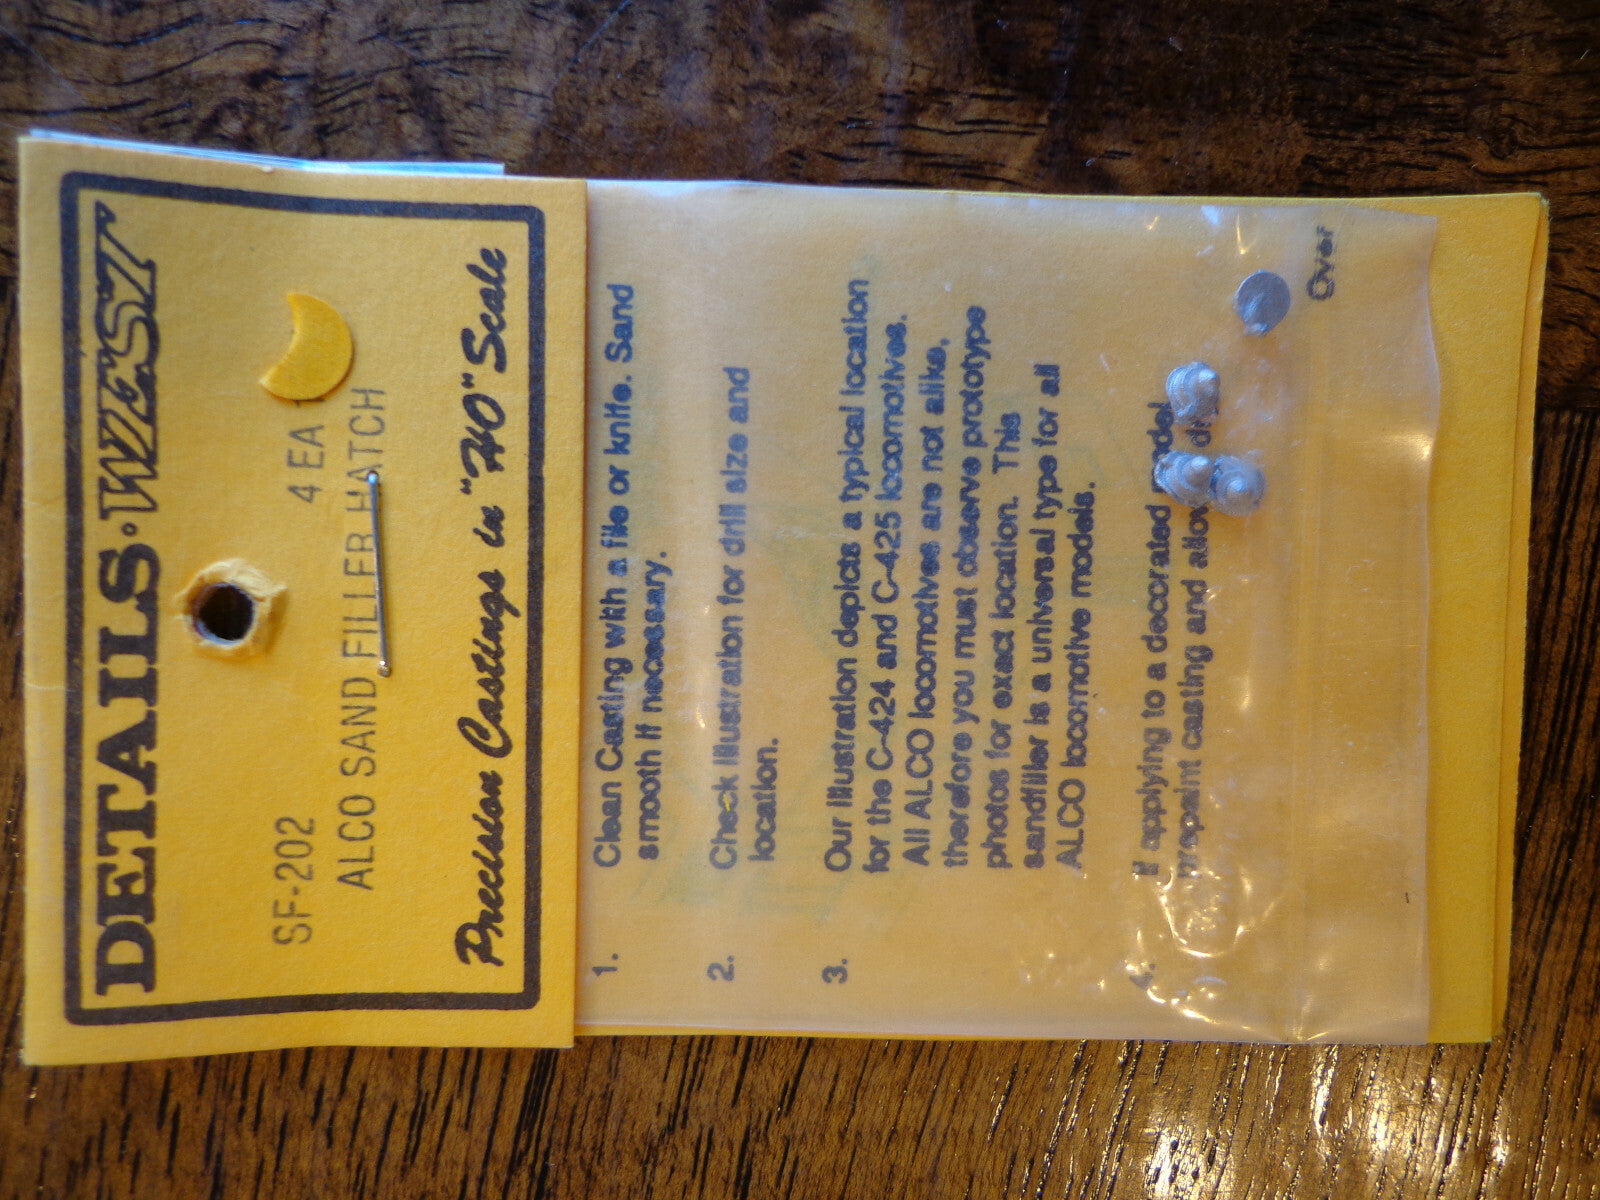 DETAILS•WEST
SF-202 4 EA
ALCO SAND FILLER HATCH
Precision Castings in "HO" Scale
1. Clean Casting with a file or knife. Sand
smooth if necessary.
2. Check illustration for drill size and
location.
3. Our illustration depicts a typical location
for the C-424 and C-425 locomotives.
All ALCO locomotives are not alike,
therefore you must observe prototype
photos for exact location. This
sandfiller is a universal type for all
ALCO locomotive models.
4. If applying to a decorated model
prepaint casting and allow
Over